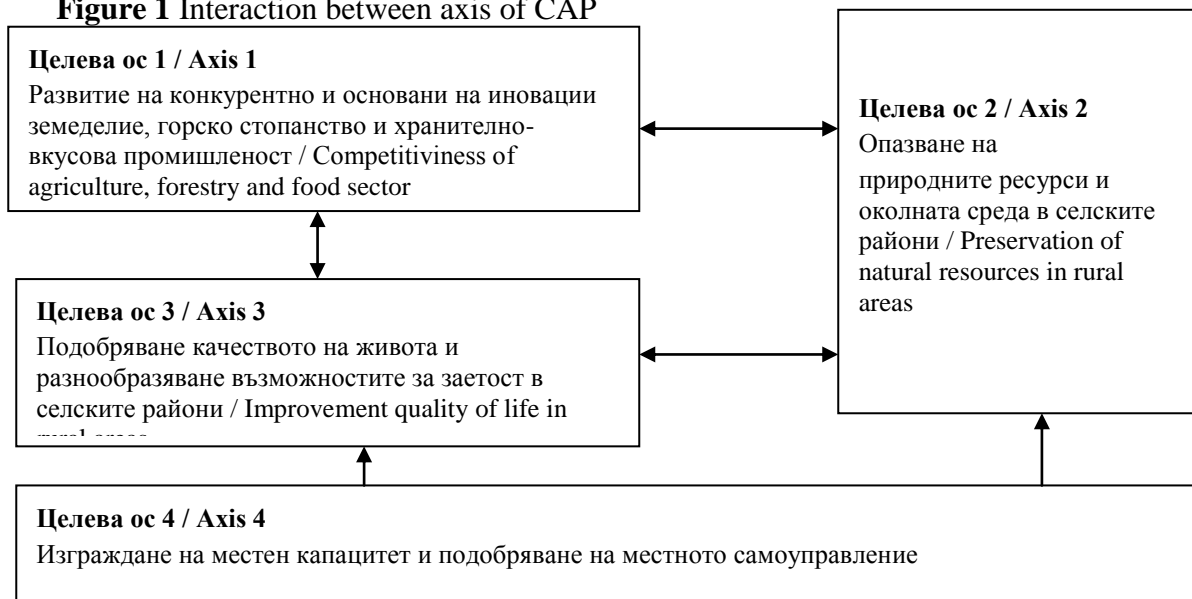 Figure 1 Interaction between axis of CAP
Целева ос 1 / Axis 1
Развитие на конкурентно и основани на иновации
земеделие, горско стопанство и хранително-
вкусова промишленост / Competitiviness of
agriculture, forestry and food sector
Целева ос 2 / Axis 2
Опазване на
природните ресурси и
околната среда в селските
райони / Preservation of
natural resources in rural
areas
Целева ос 3 / Axis 3
Подобряване качеството на живота и
разнообразяване възможностите за заетост в
селските райони / Improvement quality of life in
Целева ос 4 / Axis 4
Изграждане на местен капацитет и подобряване на местното самоуправление